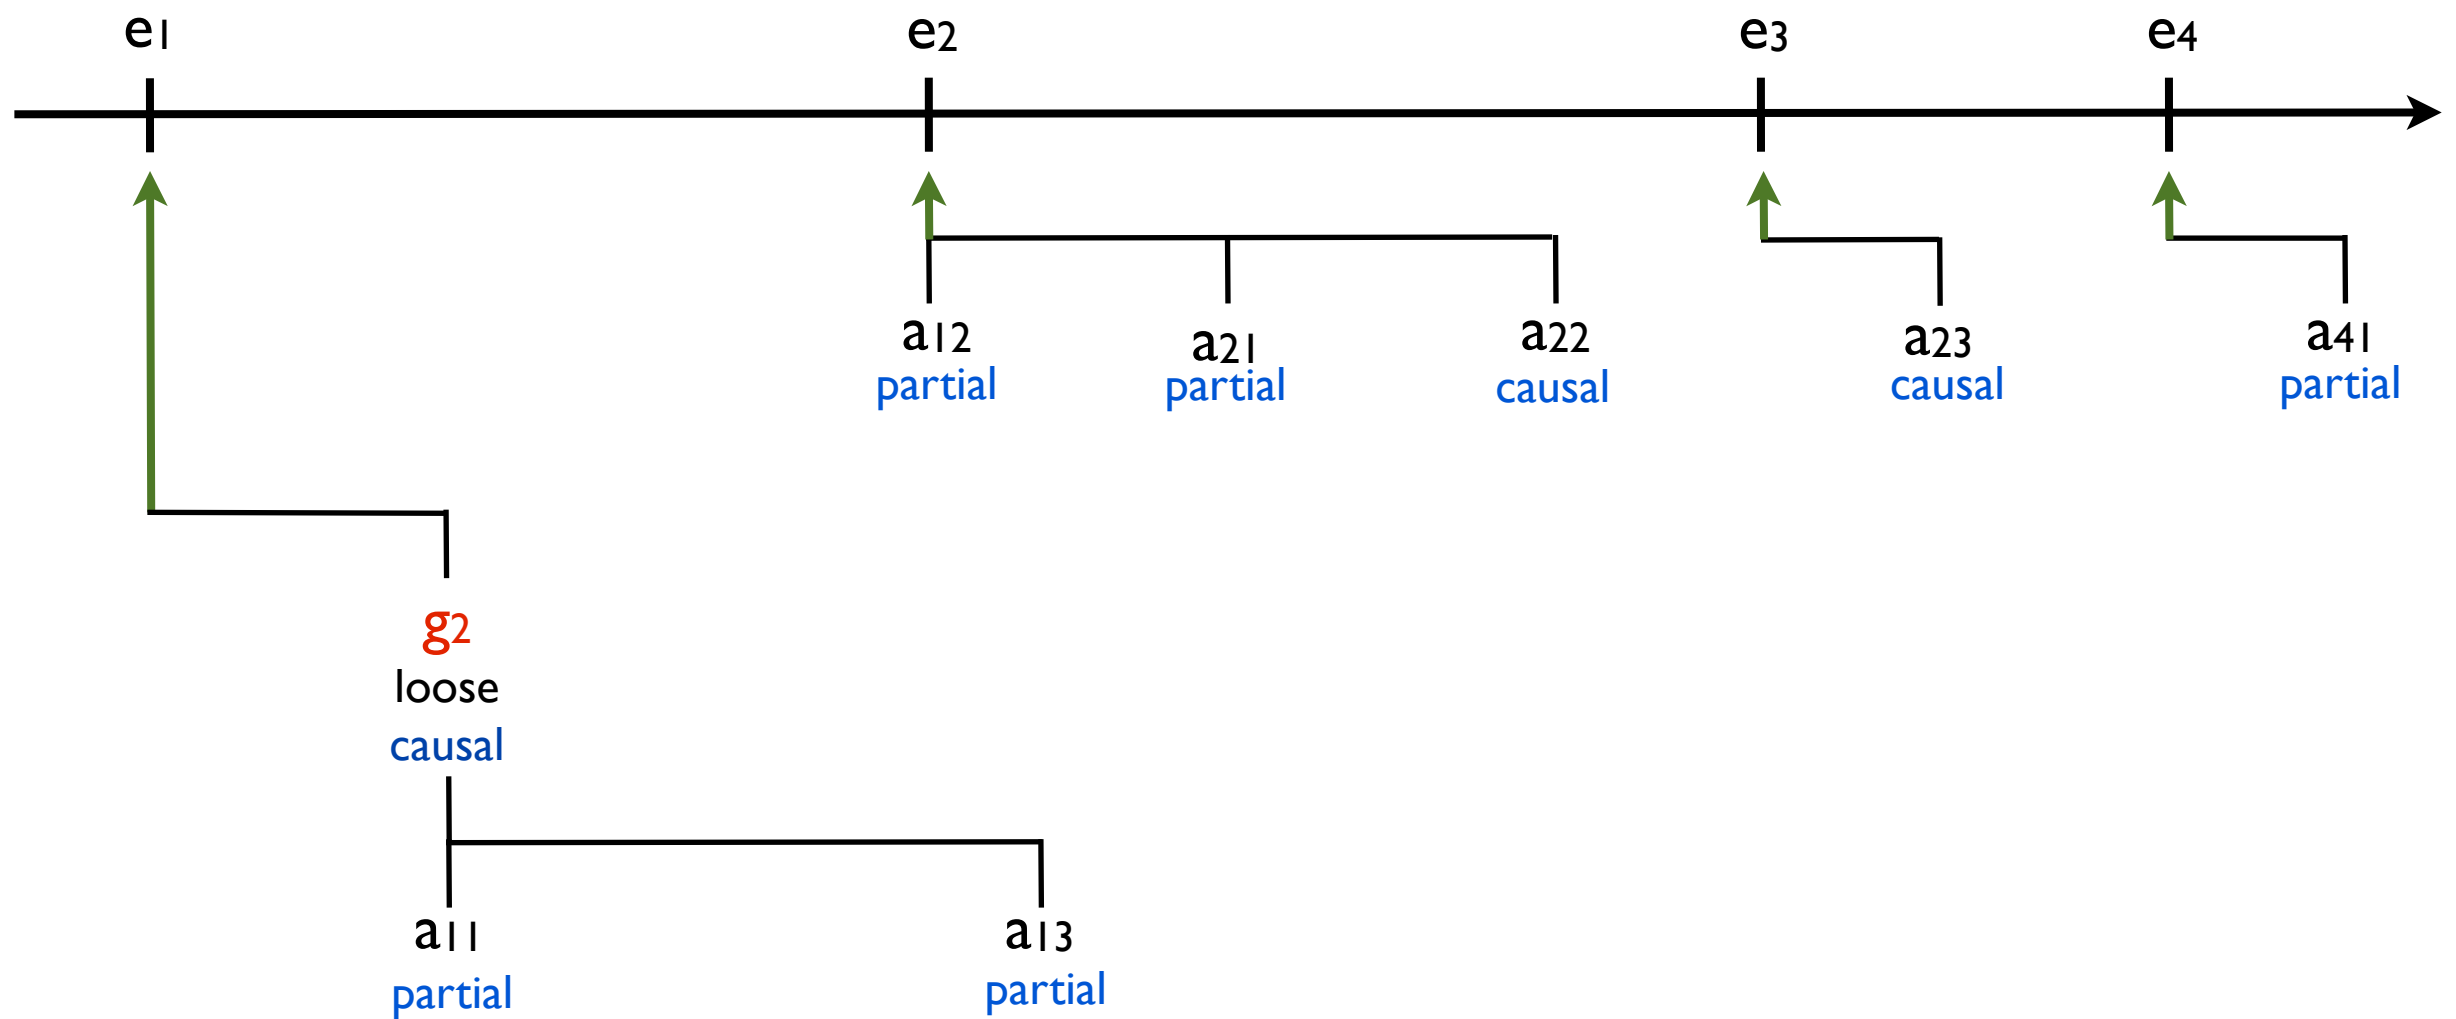 e1 e2 e3 e4
a12 a21 a22 a23 a41
partial partial causal causal partial
g2
loose
causal
a11 a13
partial partial